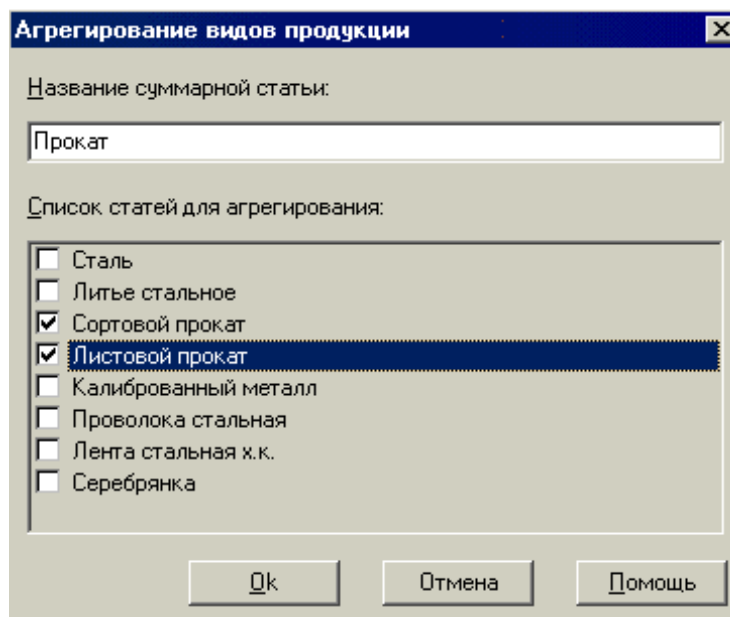 Агрегирование видов продукции
Название суммарной статьи:
Прокат
Список статей для агрегирования:
Сталь
Литье стальное
Сортовой прокат
Листовой прокат
Калиброванный металл
Проволока стальная
Лента стальная х.к.
Серебрянка
Ok Отмена Помощь